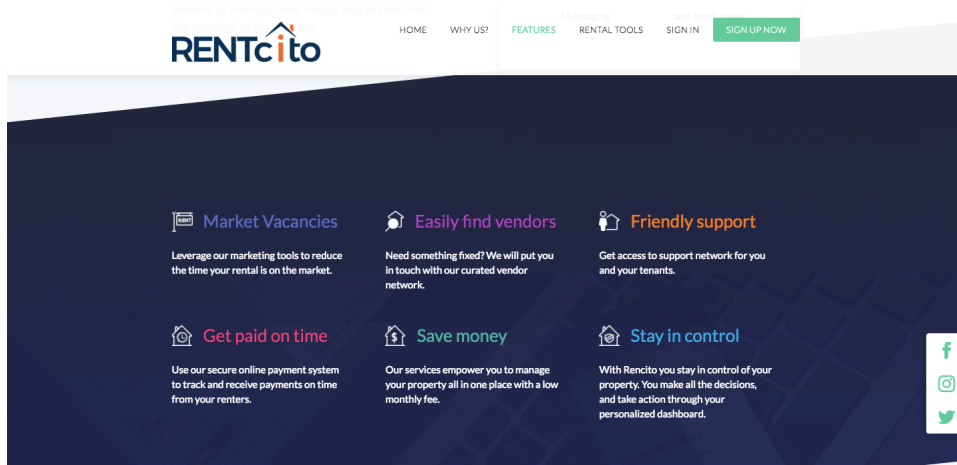 RENTcito
HOME WHY US? FEATURES RENTAL TOOLS SIGN IN SIGN UP NOW
RENT
Market Vacancies
Leverage our marketing tools to reduce
the time your rental is on the market.
Easily find vendors
Need something fixed? We will put you
in touch with our curated vendor
network.
Friendly support
Get access to support network for you
and your tenants.
Get paid on time
Use our secure online payment system
to track and receive payments on time
from your renters.
$
Save money
Our services empower you to manage
your property all in one place with a low
monthly fee.
Stay in control
With Rencito you stay in control of your
property. You make all the decisions,
and take action through your
personalized dashboard.